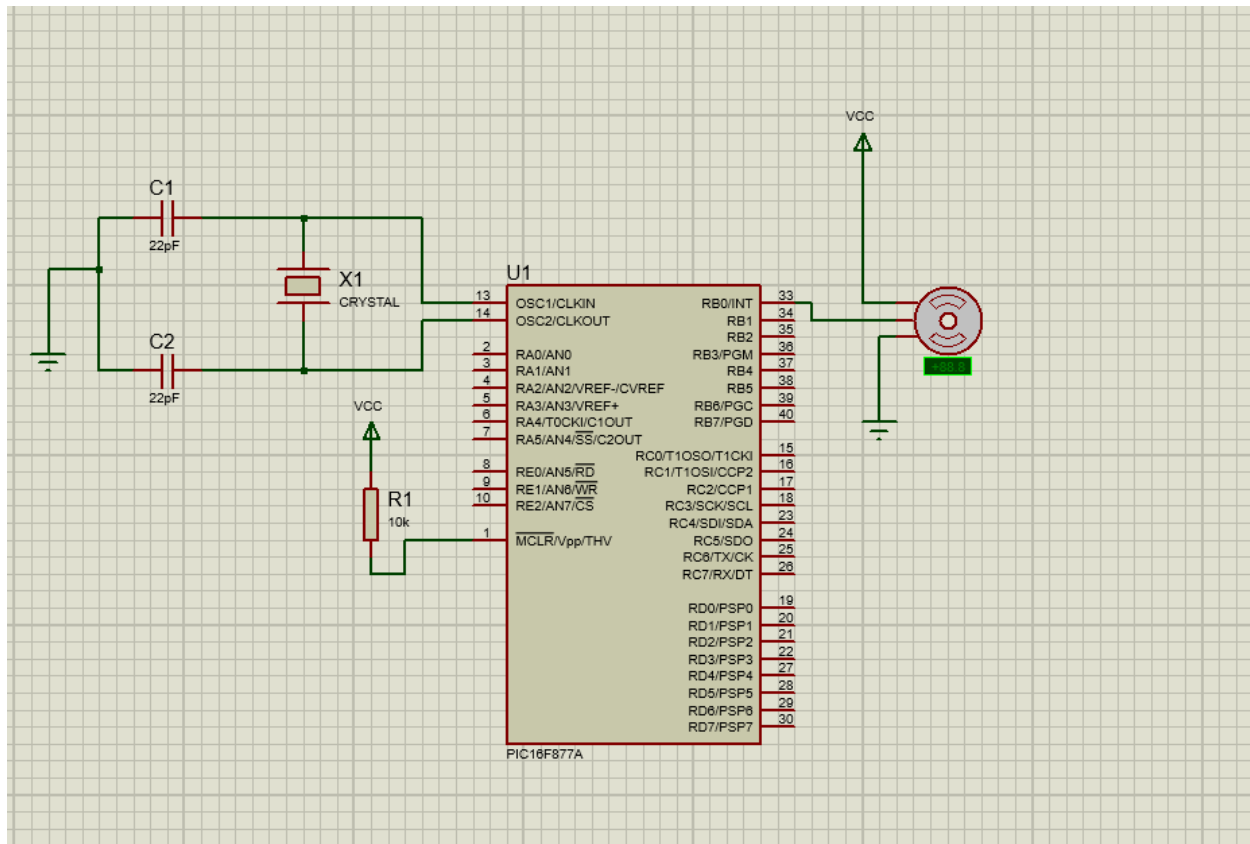 VCC
C1
22pF
X1
CRYSTAL
C2
22pF
VCC
R1
10k
U1
13 OSC1/CLKIN
14 OSC2/CLKOUT
2 RA0/AN0
3 RA1/AN1
4 RA2/AN2/VREF-/CVREF
5 RA3/AN3/VREF+
6 RA4/T0CKI/C1OUT
7 RA5/AN4/SS/C2OUT
8 RE0/AN5/RD
9 RE1/AN6/WR
10 RE2/AN7/CS
1 MCLR/Vpp/THV
RB0/INT 33
RB1 34
RB2 35
RB3/PGM 36
RB4 37
RB5 38
RB6/PGC 39
RB7/PGD 40
RC0/T1OSO/T1CKI 15
RC1/T1OSI/CCP2 16
RC2/CCP1 17
RC3/SCK/SCL 18
RC4/SDI/SDA 23
RC5/SDO 24
RC6/TX/CK 25
RC7/RX/DT 26
RD0/PSP0 19
RD1/PSP1 20
RD2/PSP2 21
RD3/PSP3 22
RD4/PSP4 27
RD5/PSP5 28
RD6/PSP6 29
RD7/PSP7 30
PIC16F877A
+88.8